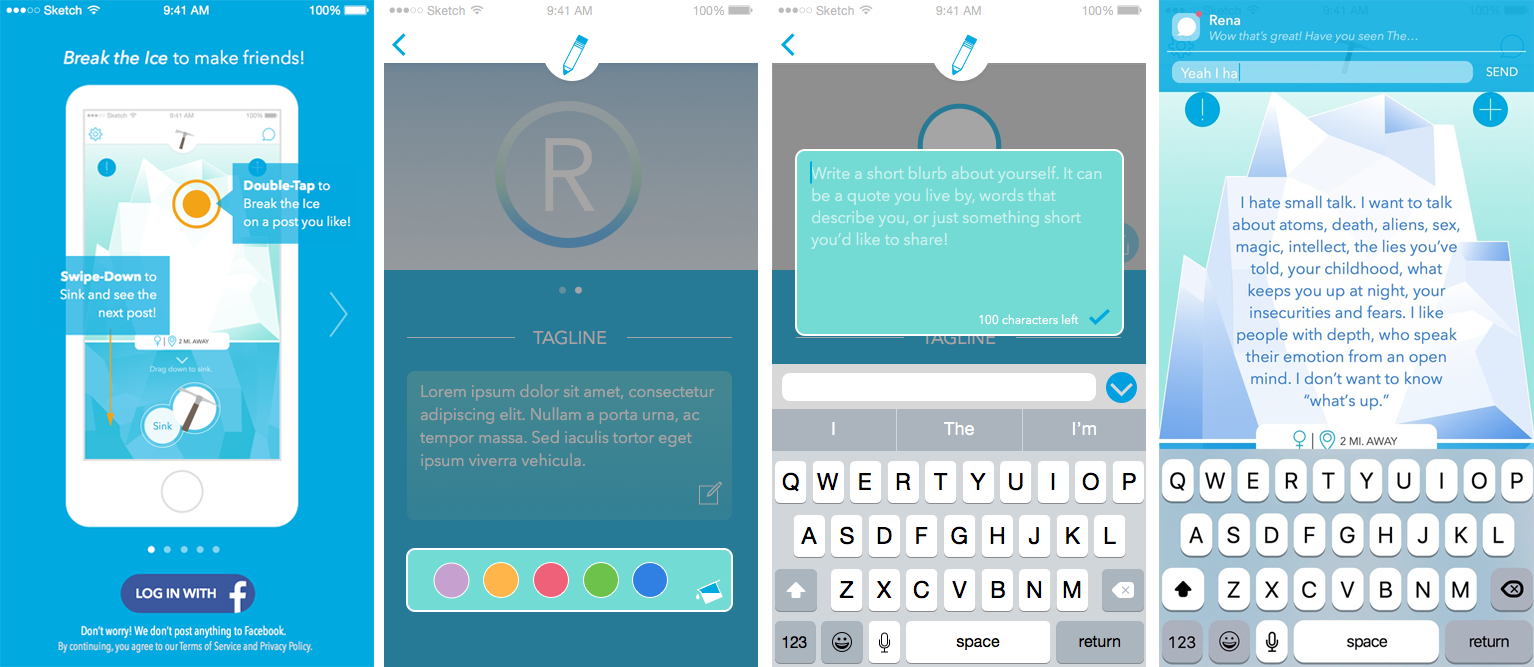 Sketch 9:41 AM 100%
Break the Ice to make friends!
Sketch 9:41 AM 100%
Double-Tap to
Break the Ice
on a post you like!
Swipe-Down to
Sink and see the
next post!
2 MI. AWAY
Drag down to sink.
Sink
LOG IN WITH f
Don't worry! We don't post anything to Facebook.
By continuing, you agree to our Terms of Service and Privacy Policy.
Sketch 9:41 AM 100%
R
TAGLINE
Lorem ipsum dolor sit amet, consectetur
adipiscing elit. Nullam a porta urna, ac
tempor massa. Sed iaculis tortor eget
ipsum viverra vehicula.
Sketch 9:41 AM 100%
Write a short blurb about yourself. It can
be a quote you live by, words that
describe you, or just something short
you'd like to share!
100 characters left
TAGLINE
I The I'm
Q W E R T Y U I O P
A S D F G H J K L
Z X C V B N M
123 space return
Sketch 9:41 AM 100%
Rena
Wow that's great! Have you seen The...
Yeah I ha SEND
I hate small talk. I want to talk
about atoms, death, aliens, sex,
magic, intellect, the lies you've
told, your childhood, what
keeps you up at night, your
insecurities and fears. I like
people with depth, who speak
their emotion from an open
mind. I don't want to know
"what's up."
2 MI. AWAY
Q W E R T Y U I O P
A S D F G H J K L
Z X C V B N M
123 space return